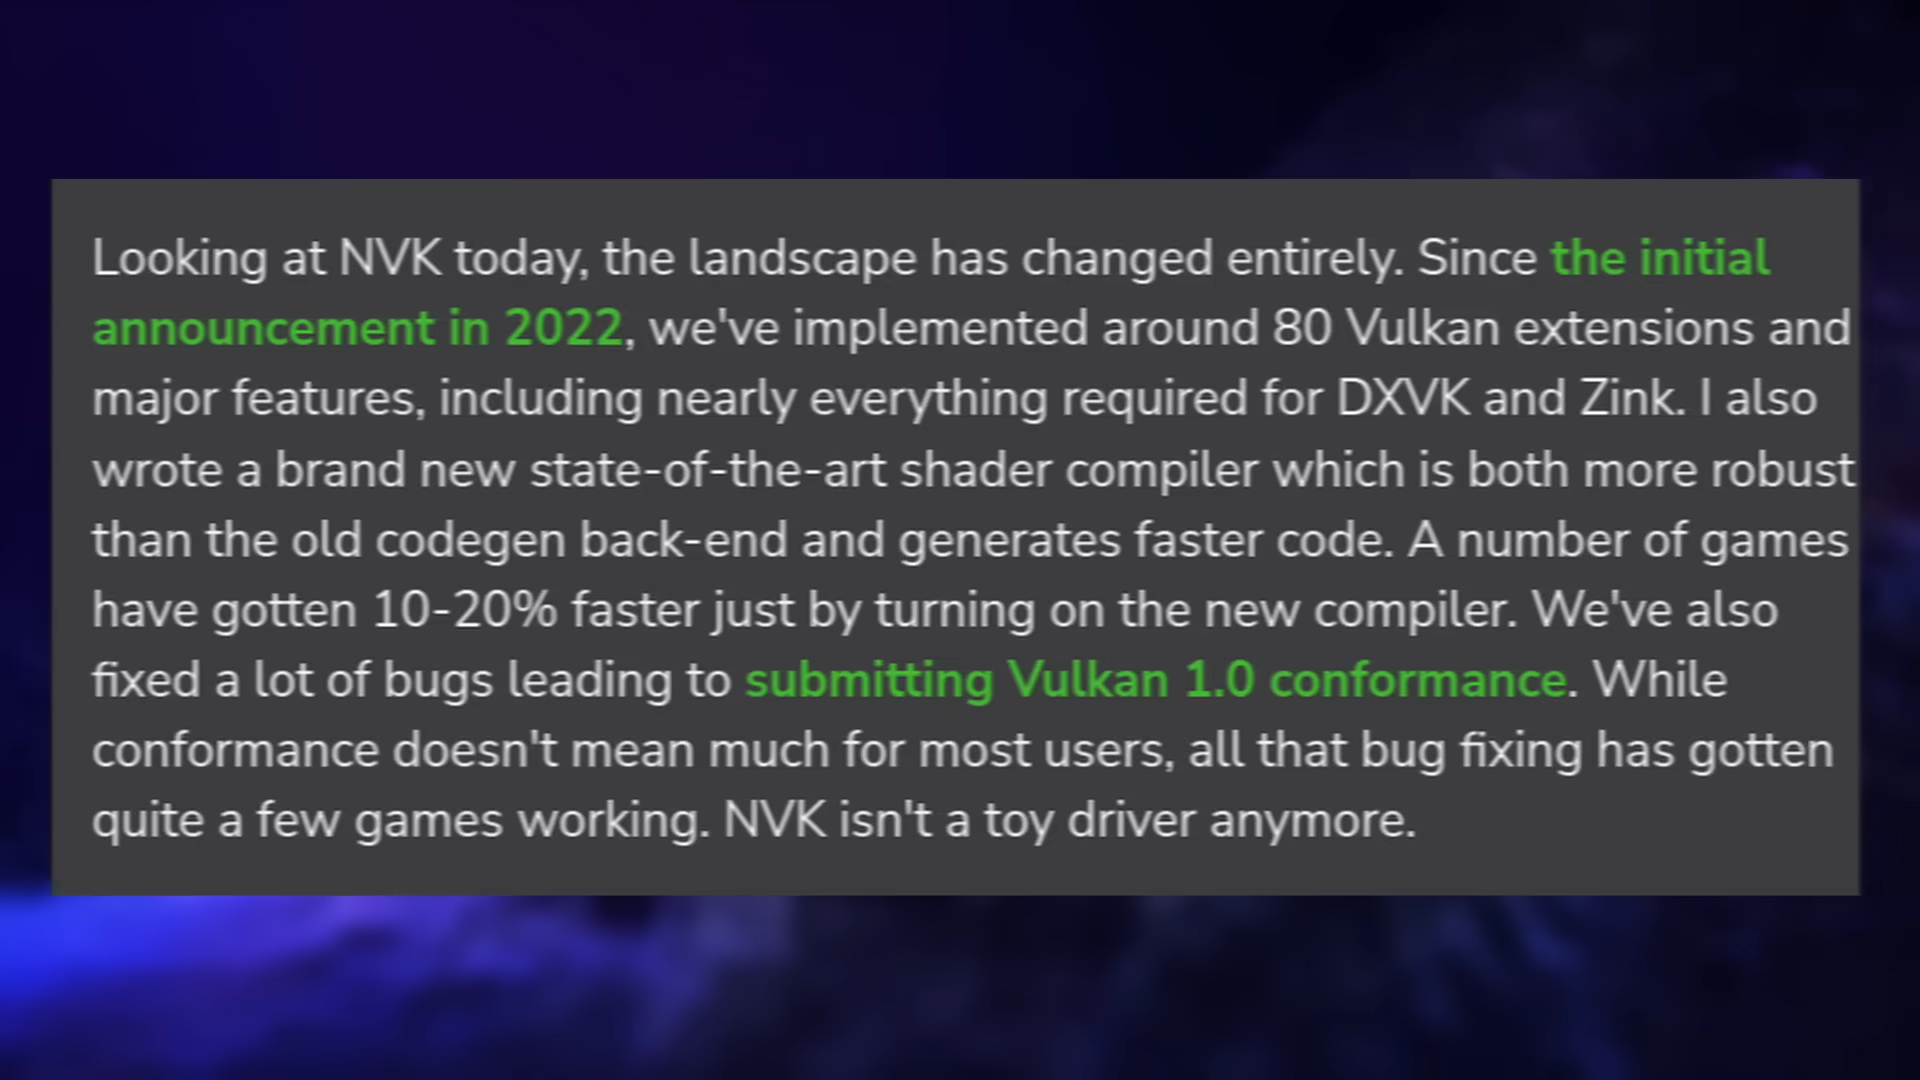 Looking at NVK today, the landscape has changed entirely. Since the initial
announcement in 2022, we've implemented around 80 Vulkan extensions and
major features, including nearly everything required for DXVK and Zink. I also
wrote a brand new state-of-the-art shader compiler which is both more robust
than the old codegen back-end and generates faster code. A number of games
have gotten 10-20% faster just by turning on the new compiler. We've also
fixed a lot of bugs leading to submitting Vulkan 1.0 conformance. While
conformance doesn't mean much for most users, all that bug fixing has gotten
quite a few games working. NVK isn't a toy driver anymore.